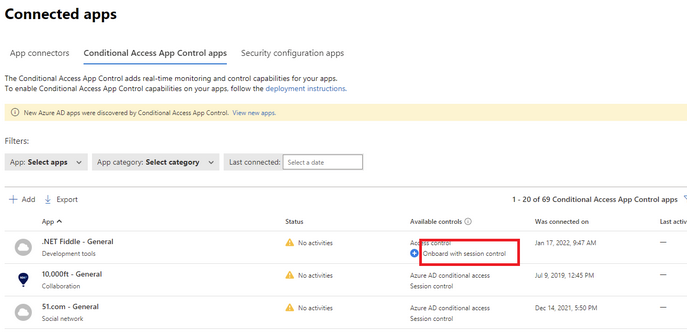 Connected apps
App connectors Conditional Access App Control apps Security configuration apps
The Conditional Access App Control adds real-time monitoring and control capabilities for your apps.
To enable Conditional Access App Control capabilities on your apps, follow the deployment instructions.
New Azure AD apps were discovered by Conditional Access App Control. View new apps.
Filters:
App: Select apps App category: Select category Last connected: Select a date
Add Export 1 - 20 of 69 Conditional Access App Control apps
App Status Available controls Was connected on Last activi
.NET Fiddle - General No activities Access control Jan 17, 2022, 9:47 AM —
Development tools Onboard with session control
10,000ft - General No activities Azure AD conditional access Jul 9, 2019, 12:45 PM —
Collaboration Session control
51.com - General No activities Azure AD conditional access Dec 14, 2021, 5:50 PM —
Social network Session control